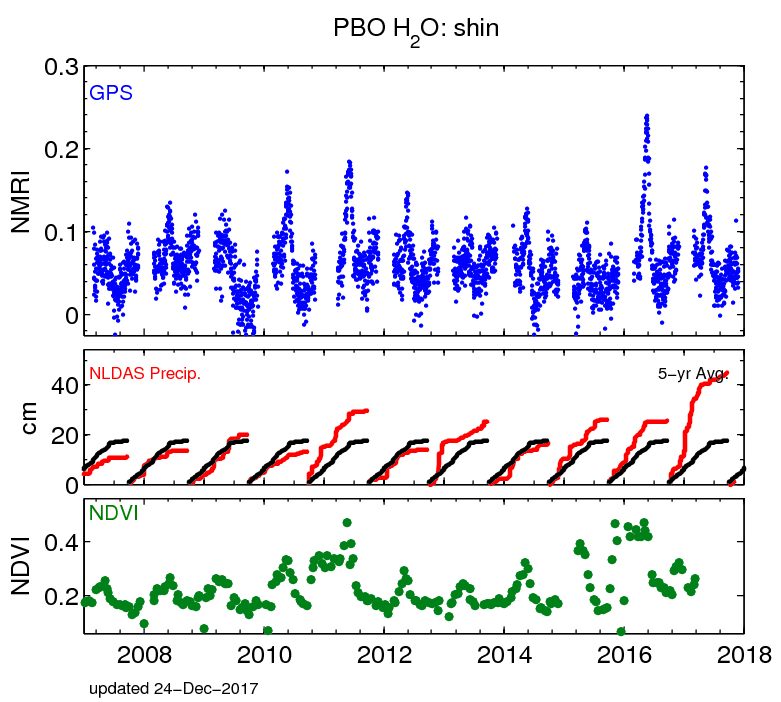 PBO H2O: shin
0.3
GPS
0.2
NMRI
0.1
0
NLDAS Precip. 5-yr Avg.
40
cm
20
0
NDVI
0.4
NDVI
0.2
2008 2010 2012 2014 2016 2018
updated 24-Dec-2017